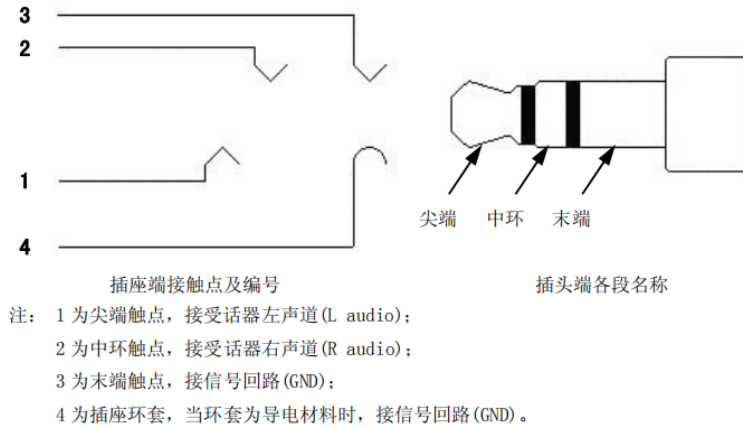 3
2
1
4
尖端 中环 末端
插座端接触点及编号 插头端各段名称
注： 1 为尖端触点，接受话器左声道(L audio)；
2 为中环触点，接受话器右声道(R audio)；
3 为末端触点，接信号回路(GND)；
4 为插座环套，当环套为导电材料时，接信号回路(GND)。